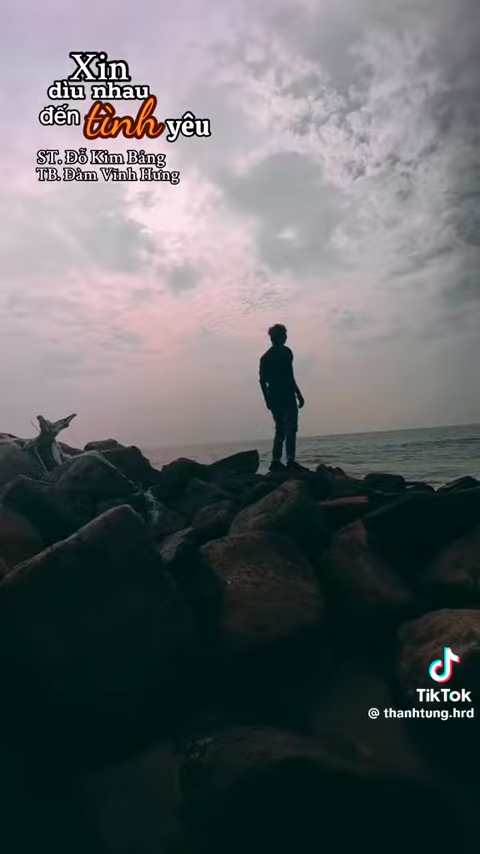 Xin
dìu nhau
đến tình yêu
ST. Đỗ Kim Bảng
TB. Đàm Vĩnh Hưng
TikTok
@ thanhtung.hrd